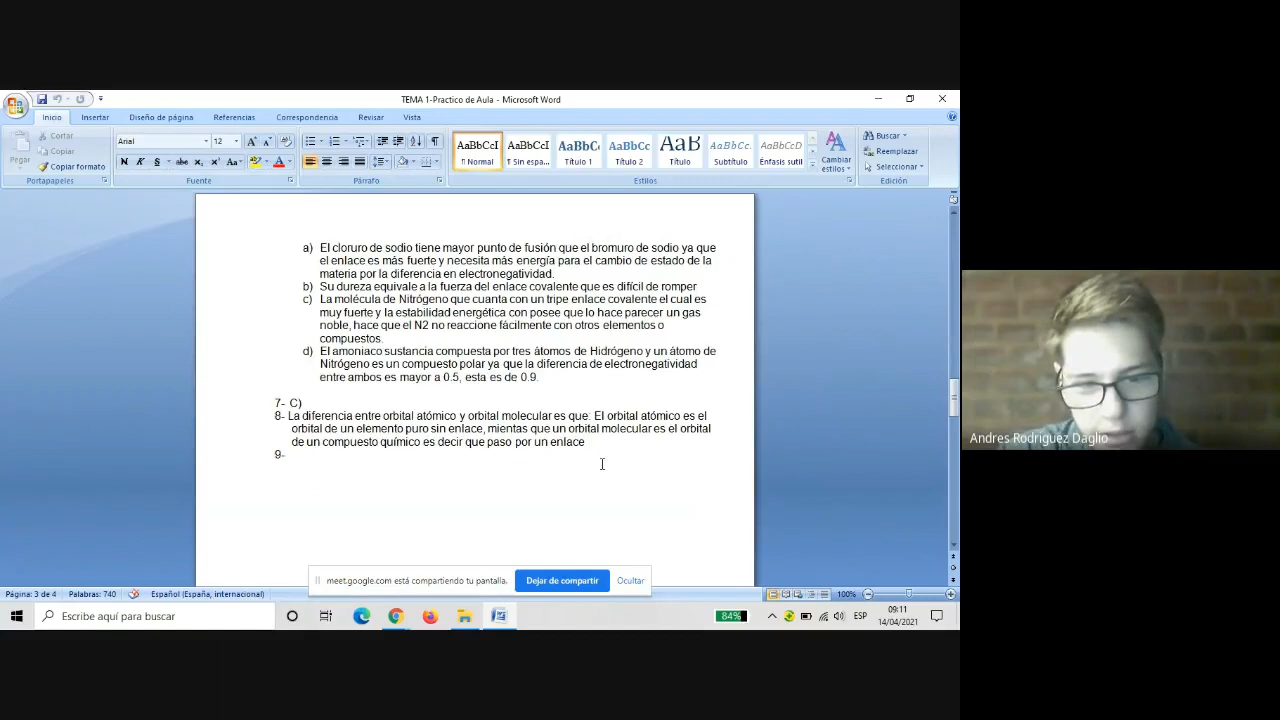 TEMA 1-Practico de Aula - Microsoft Word
Inicio Insertar Diseño de página Referencias Correspondencia Revisar Vista
Pegar
Cortar
Copiar
Copiar formato
Portapapeles
Arial 12
Fuente
Párrafo
AaBbCcI AaBbCcI AaBbC AaBbCc AaB AaBbCc. AaBbCcD
¶ Normal ¶ Sin espa... Título 1 Título 2 Título Subtítulo Énfasis sutil
Cambiar estilos
Estilos
Buscar
Reemplazar
Seleccionar
Edición
a) El cloruro de sodio tiene mayor punto de fusión que el bromuro de sodio ya que
el enlace es más fuerte y necesita más energía para el cambio de estado de la
materia por la diferencia en electronegatividad.
b) Su dureza equivale a la fuerza del enlace covalente que es difícil de romper
c) La molécula de Nitrógeno que cuanta con un tripe enlace covalente el cual es
muy fuerte y la estabilidad energética con posee que lo hace parecer un gas
noble, hace que el N2 no reaccione fácilmente con otros elementos o
compuestos.
d) El amoniaco sustancia compuesta por tres átomos de Hidrógeno y un átomo de
Nitrógeno es un compuesto polar ya que la diferencia de electronegatividad
entre ambos es mayor a 0.5, esta es de 0.9.
7- C)
8- La diferencia entre orbital atómico y orbital molecular es que: El orbital atómico es el
orbital de un elemento puro sin enlace, mientas que un orbital molecular es el orbital
de un compuesto químico es decir que paso por un enlace
9-
Andres Rodriguez Daglio
meet.google.com está compartiendo tu pantalla. Dejar de compartir Ocultar
Página: 3 de 4 Palabras: 740 Español (España, internacional) 100%
Escribe aquí para buscar
84%
ESP
09:11
14/04/2021